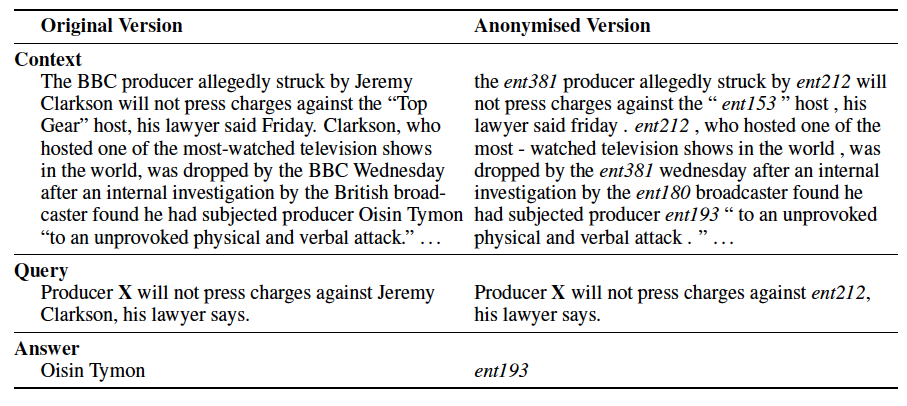 Original Version Anonymised Version
Context
The BBC producer allegedly struck by Jeremy the ent381 producer allegedly struck by ent212 will
Clarkson will not press charges against the “Top not press charges against the “ ent153 ” host , his
Gear” host, his lawyer said Friday. Clarkson, who lawyer said friday . ent212 , who hosted one of the
hosted one of the most-watched television shows most - watched television shows in the world , was
in the world, was dropped by the BBC Wednesday dropped by the ent381 wednesday after an internal
after an internal investigation by the British broad- investigation by the ent180 broadcaster found he
caster found he had subjected producer Oisin Tymon had subjected producer ent193 “ to an unprovoked
“to an unprovoked physical and verbal attack.” … physical and verbal attack . ” …
Query
Producer X will not press charges against Jeremy Producer X will not press charges against ent212,
Clarkson, his lawyer says. his lawyer says.
Answer
Oisin Tymon ent193